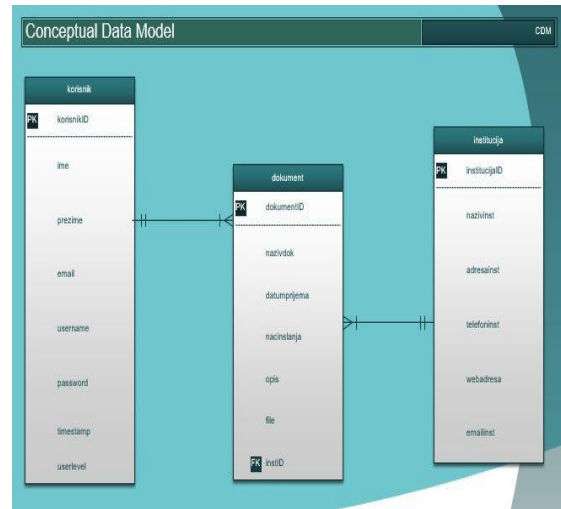 Conceptual Data Model
CDM
korisnik
PK korisnikID
ime
prezime
email
username
password
timestamp
userlevel
dokument
PK dokumentID
nazivdok
datumprijema
nacinslanja
opis
file
FK instID
institucija
PK institucijaID
nazivinst
adresainst
telefoninst
webadresa
emailinst